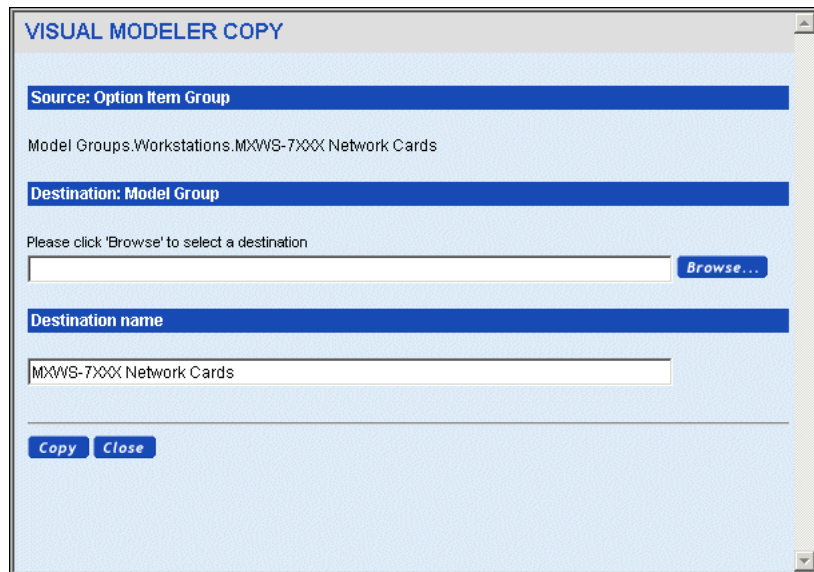 VISUAL MODELER COPY
Source: Option Item Group
Model Groups.Workstations.MXWS-7XXX Network Cards
Destination: Model Group
Please click 'Browse' to select a destination
Browse...
Destination name
MXWS-7XXX Network Cards
Copy Close